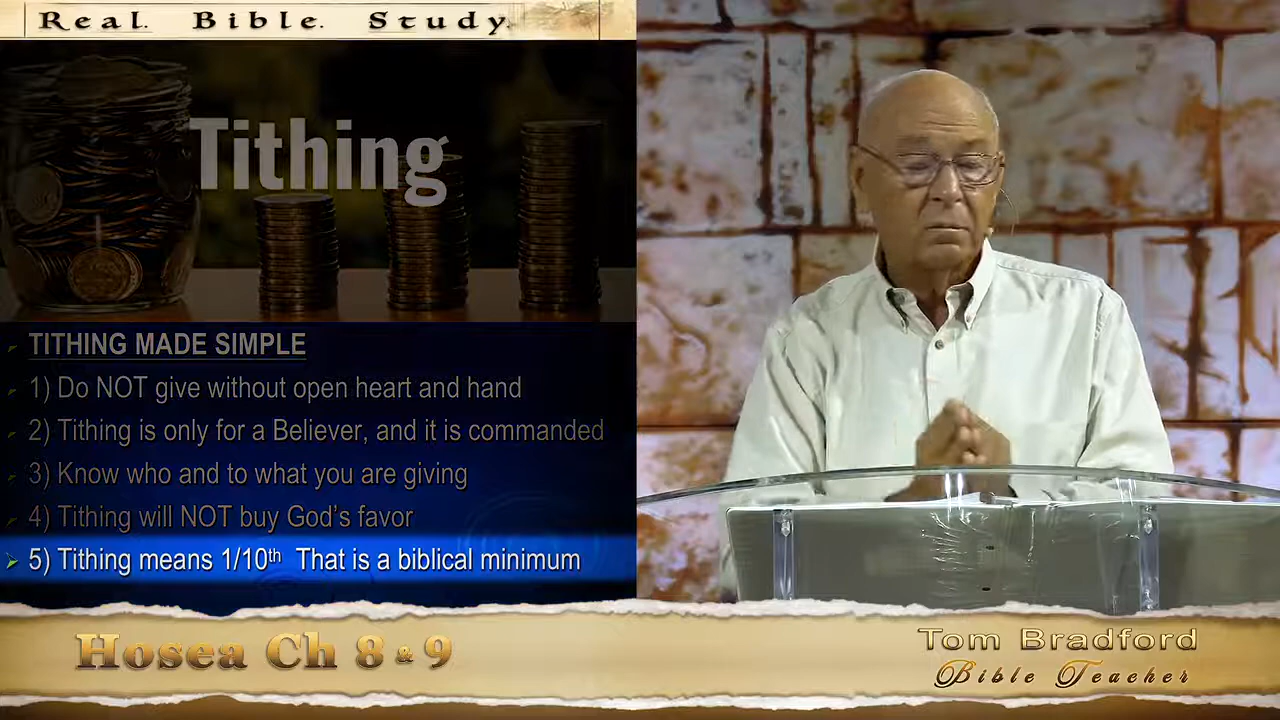 Real. Bible. Study.
Tithing
TITHING MADE SIMPLE
1) Do NOT give without open heart and hand
2) Tithing is only for a Believer, and it is commanded
3) Know who and to what you are giving
4) Tithing will NOT buy God's favor
5) Tithing means 1/10th That is a biblical minimum
Hosea Ch 8 & 9
Tom Bradford
Bible Teacher